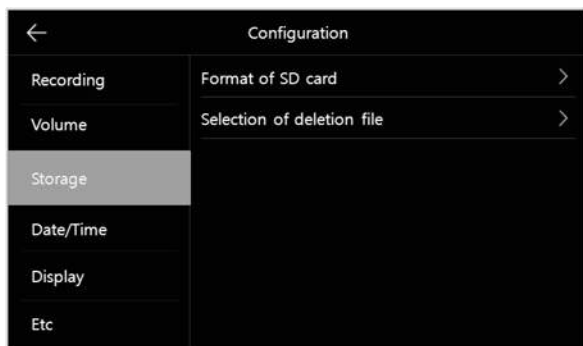 Configuration
Recording
Volume
Storage
Date/Time
Display
Etc
Format of SD card
Selection of deletion file